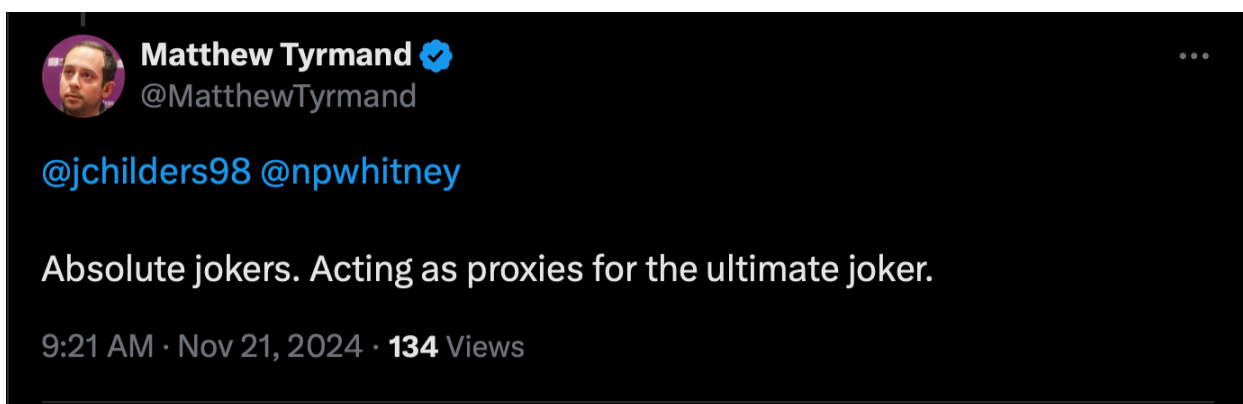 Matthew Tyrmand
@MatthewTyrmand
@jchilders98 @npwhitney
Absolute jokers. Acting as proxies for the ultimate joker.
9:21 AM · Nov 21, 2024 · 134 Views